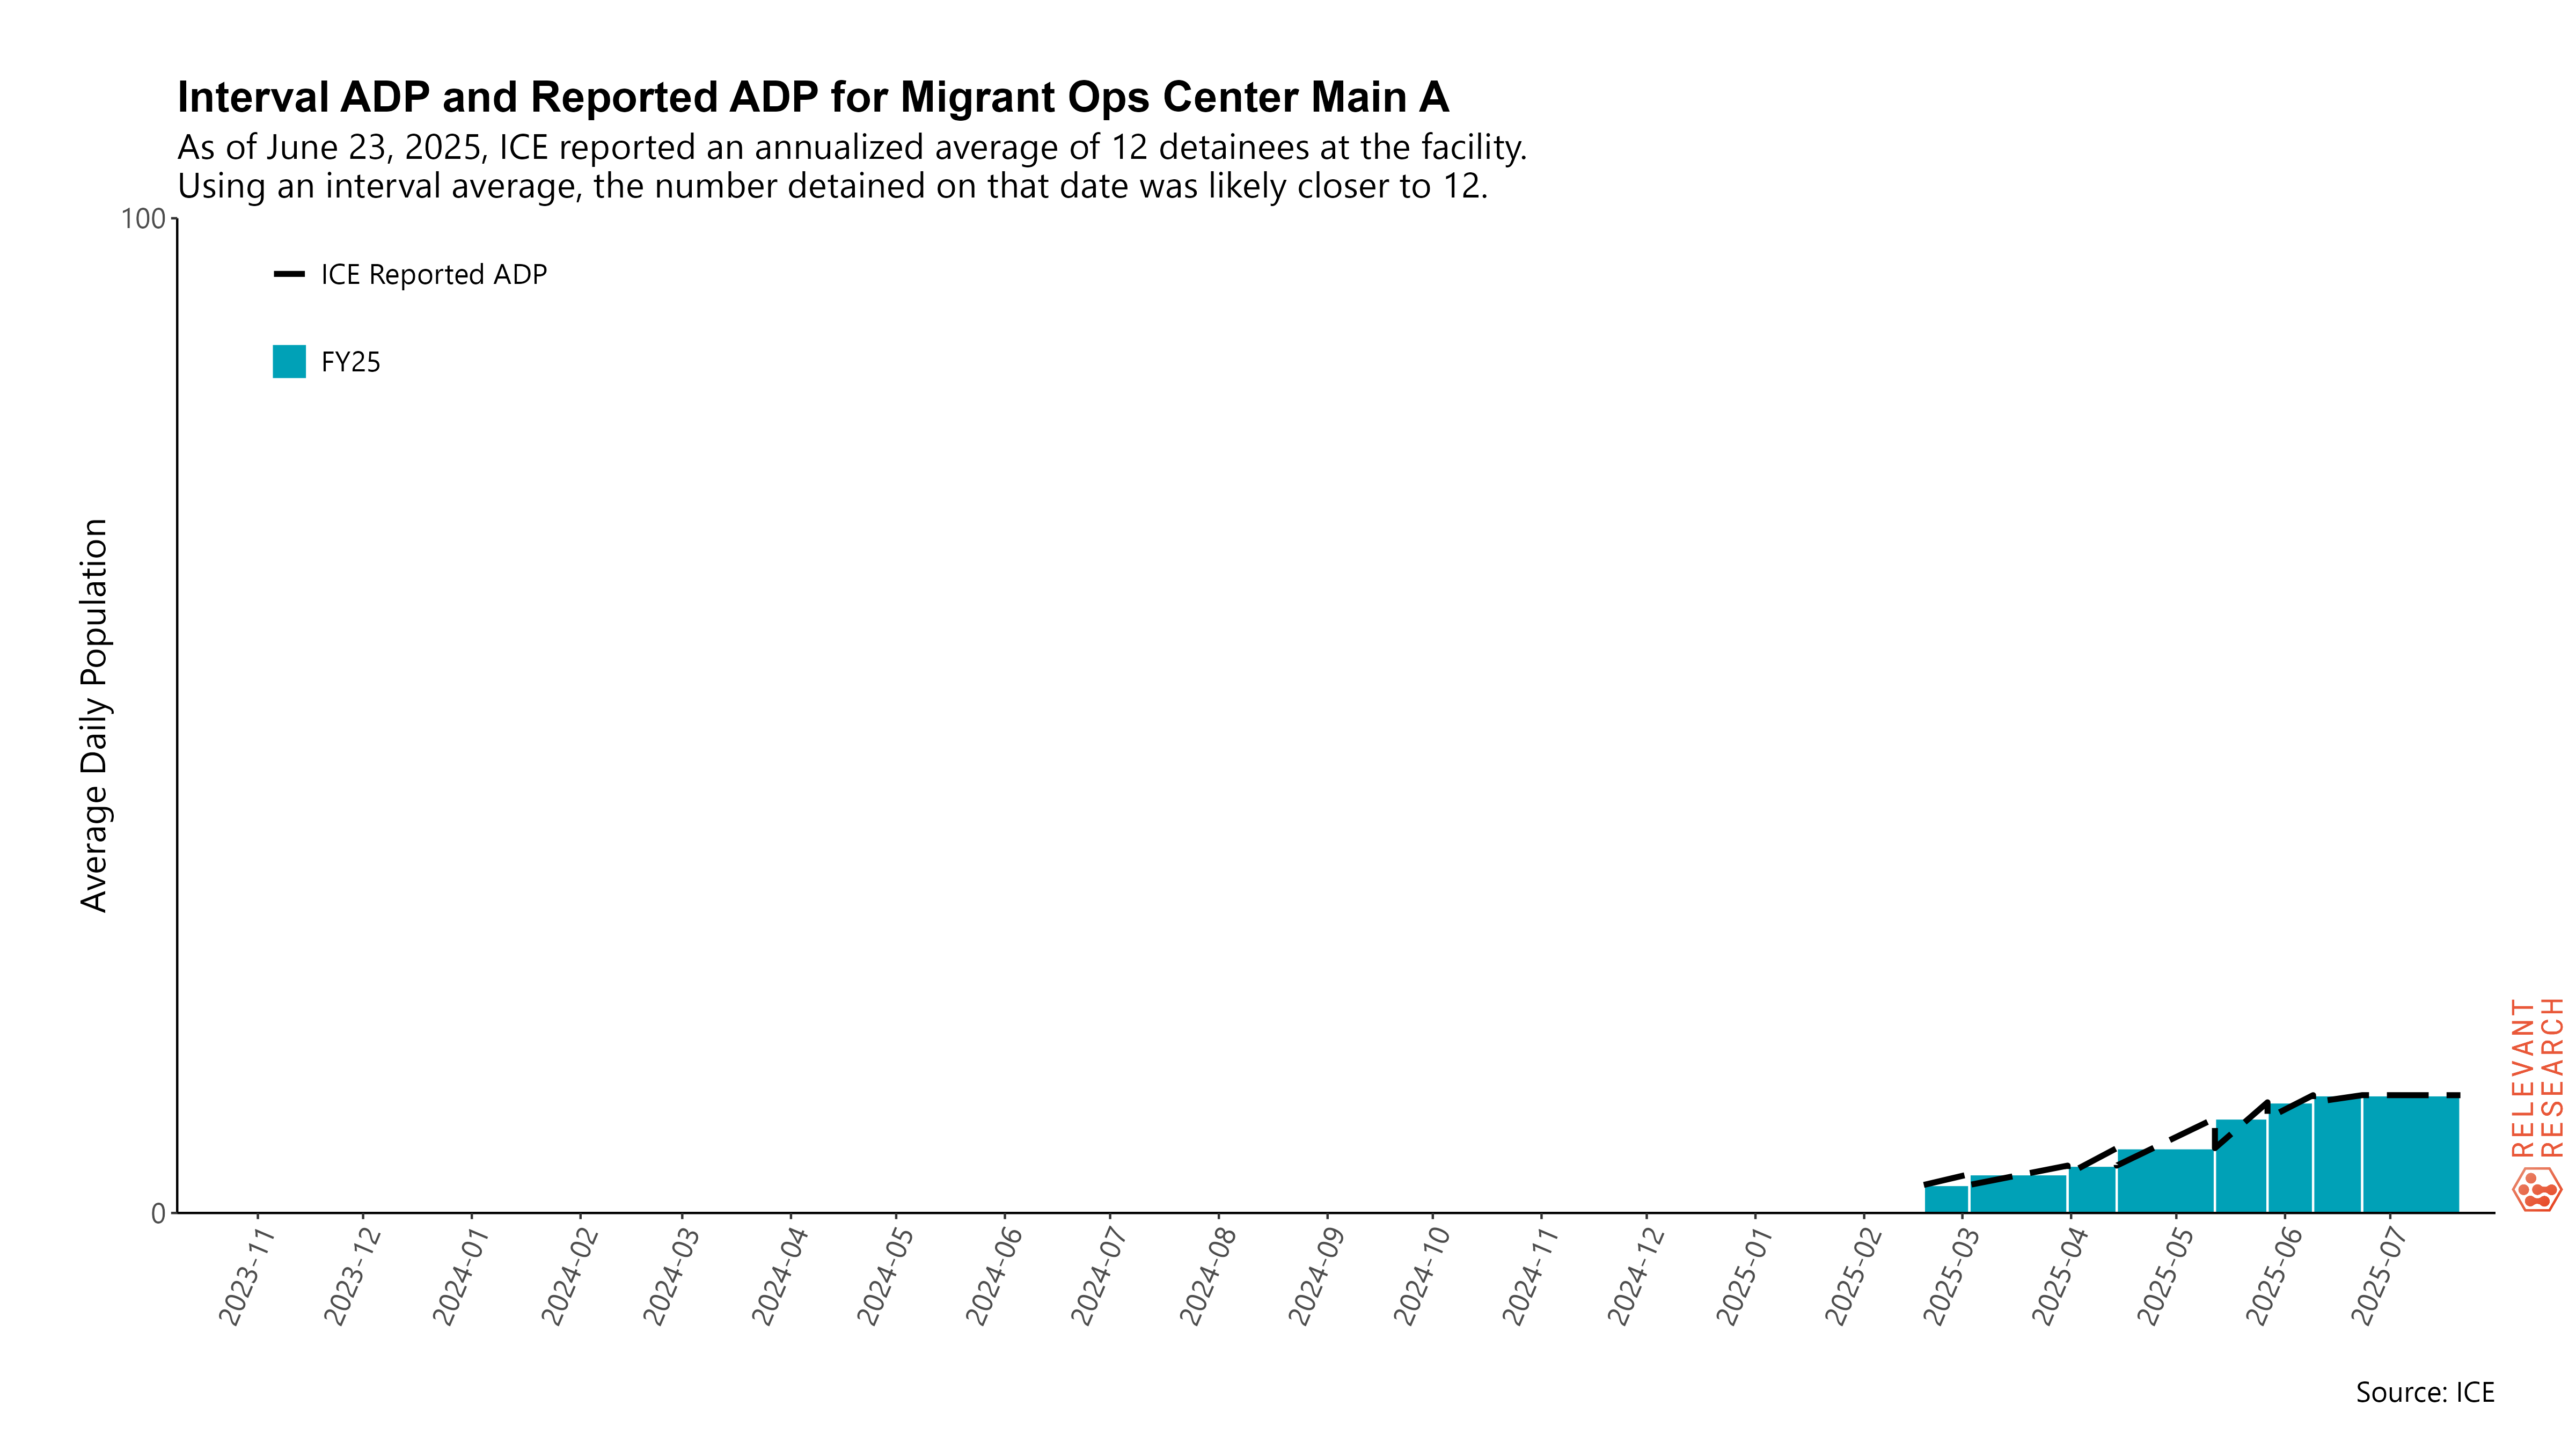 Interval ADP and Reported ADP for Migrant Ops Center Main A
As of June 23, 2025, ICE reported an annualized average of 12 detainees at the facility.
Using an interval average, the number detained on that date was likely closer to 12.
100
ICE Reported ADP
FY25
Average Daily Population
0
2023-11
2023-12
2024-01
2024-02
2024-03
2024-04
2024-05
2024-06
2024-07
2024-08
2024-09
2024-10
2024-11
2024-12
2025-01
2025-02
2025-03
2025-04
2025-05
2025-06
2025-07
RELEVANT
RESEARCH
Source: ICE